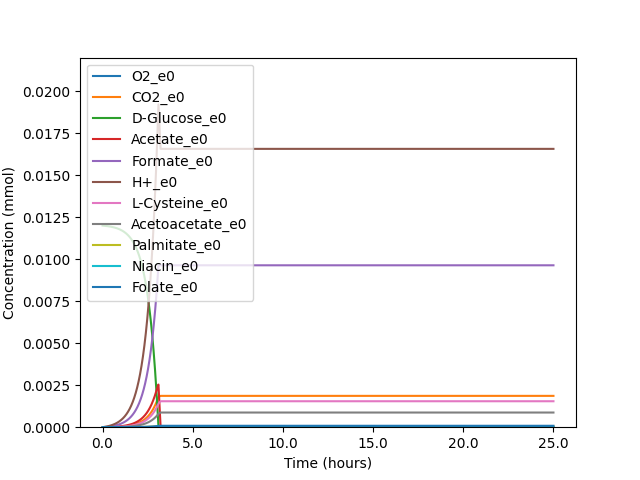 O2_e0
CO2_e0
D-Glucose_e0
Acetate_e0
Formate_e0
H+_e0
L-Cysteine_e0
Acetoacetate_e0
Palmitate_e0
Niacin_e0
Folate_e0
Concentration (mmol)
0.0200
0.0175
0.0150
0.0125
0.0100
0.0075
0.0050
0.0025
0.0000
0.0 5.0 10.0 15.0 20.0 25.0
Time (hours)